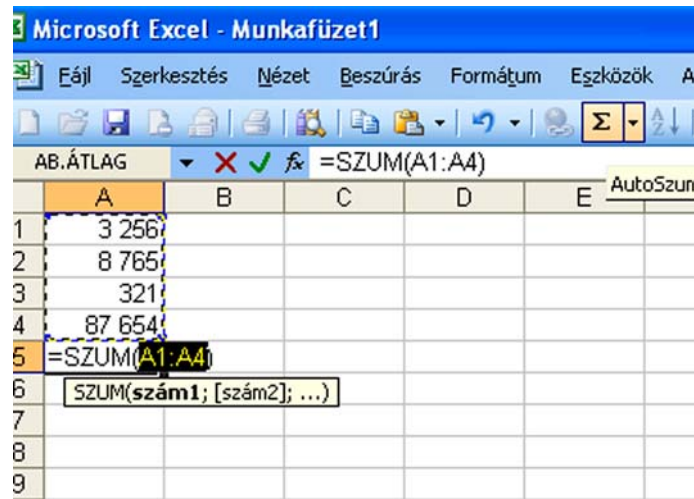 Microsoft Excel - Munkafüzet1
Fájl Szerkesztés Nézet Beszúrás Formátum Eszközök A
Σ
AB.ÁTLAG fx =SZUM(A1:A4)
AutoSzum
A B C D E
1 3 256
2 8 765
3 321
4 87 654
5 =SZUM(A1:A4)
6 SZUM(szám1; [szám2]; ...)
7
8
9